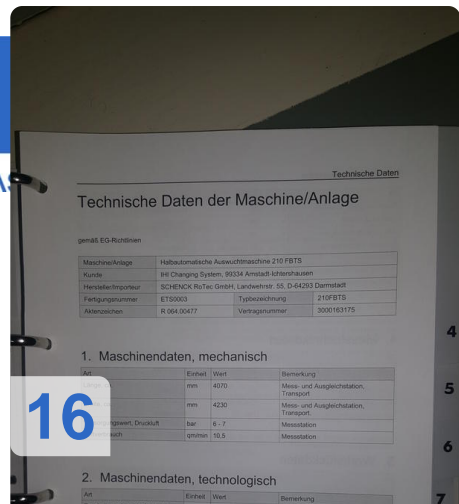 Technische Daten
Technische Daten der Maschine/Anlage
gemäß EG-Richtlinien
Maschine/Anlage Halbautomatische Auswuchtmaschine 210 FBTS
Kunde IHI Charging System, 99334 Arnstadt-Ichtershausen
Hersteller/Importeur SCHENCK RoTec GmbH, Landwehrstr. 55, D-64293 Darmstadt
Fertigungsnummer ETS0003 Typbezeichnung 210FBTS
Aktenzeichen R 064.00477 Vertragsnummer 3000163175
4
1. Maschinendaten, mechanisch
Art Einheit Wert Bemerkung
mm 4070 Mess- und Ausgleichstation,
Transport
5
mm 4230 Mess- und Ausgleichstation,
Transport
bar 6 - 7 Messstation
qm/min 16,5 Messstation
16
6
2. Maschinendaten, technologisch
Art Einheit Wert Bemerkung
7